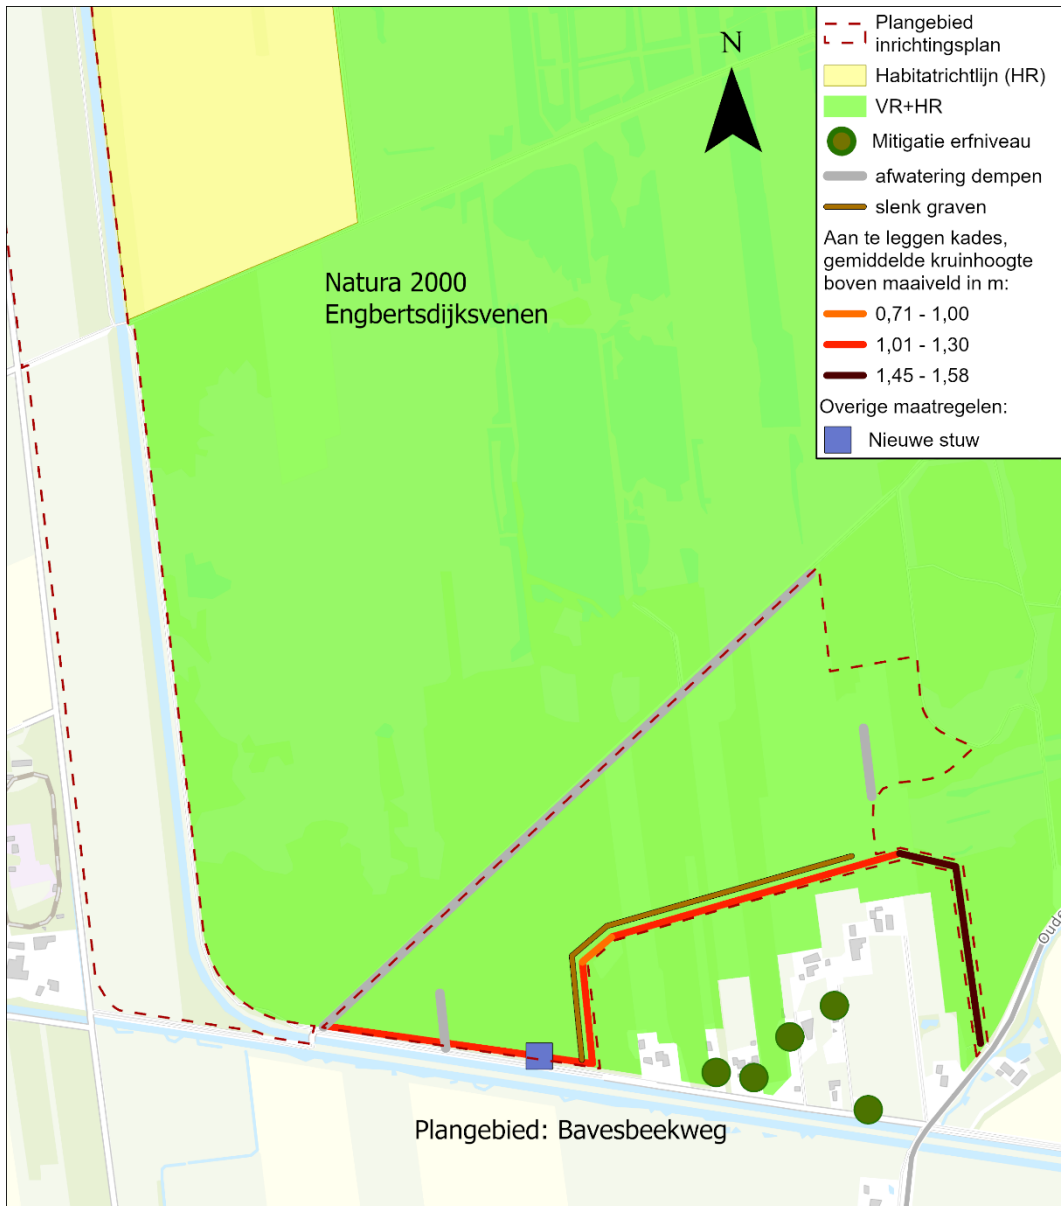 N
Plangebied
inrichtingsplan
Habitatrichtlijn (HR)
VR+HR
Mitigatie erfniveau
afwatering dempen
slenk graven
Aan te leggen kades,
gemiddelde kruinhoogte
boven maaiveld in m:
0,71 - 1,00
1,01 - 1,30
1,45 - 1,58
Overige maatregelen:
Nieuwe stuw
Natura 2000
Engbertsdijksvenen
Oude
Plangebied: Bavesbeekweg